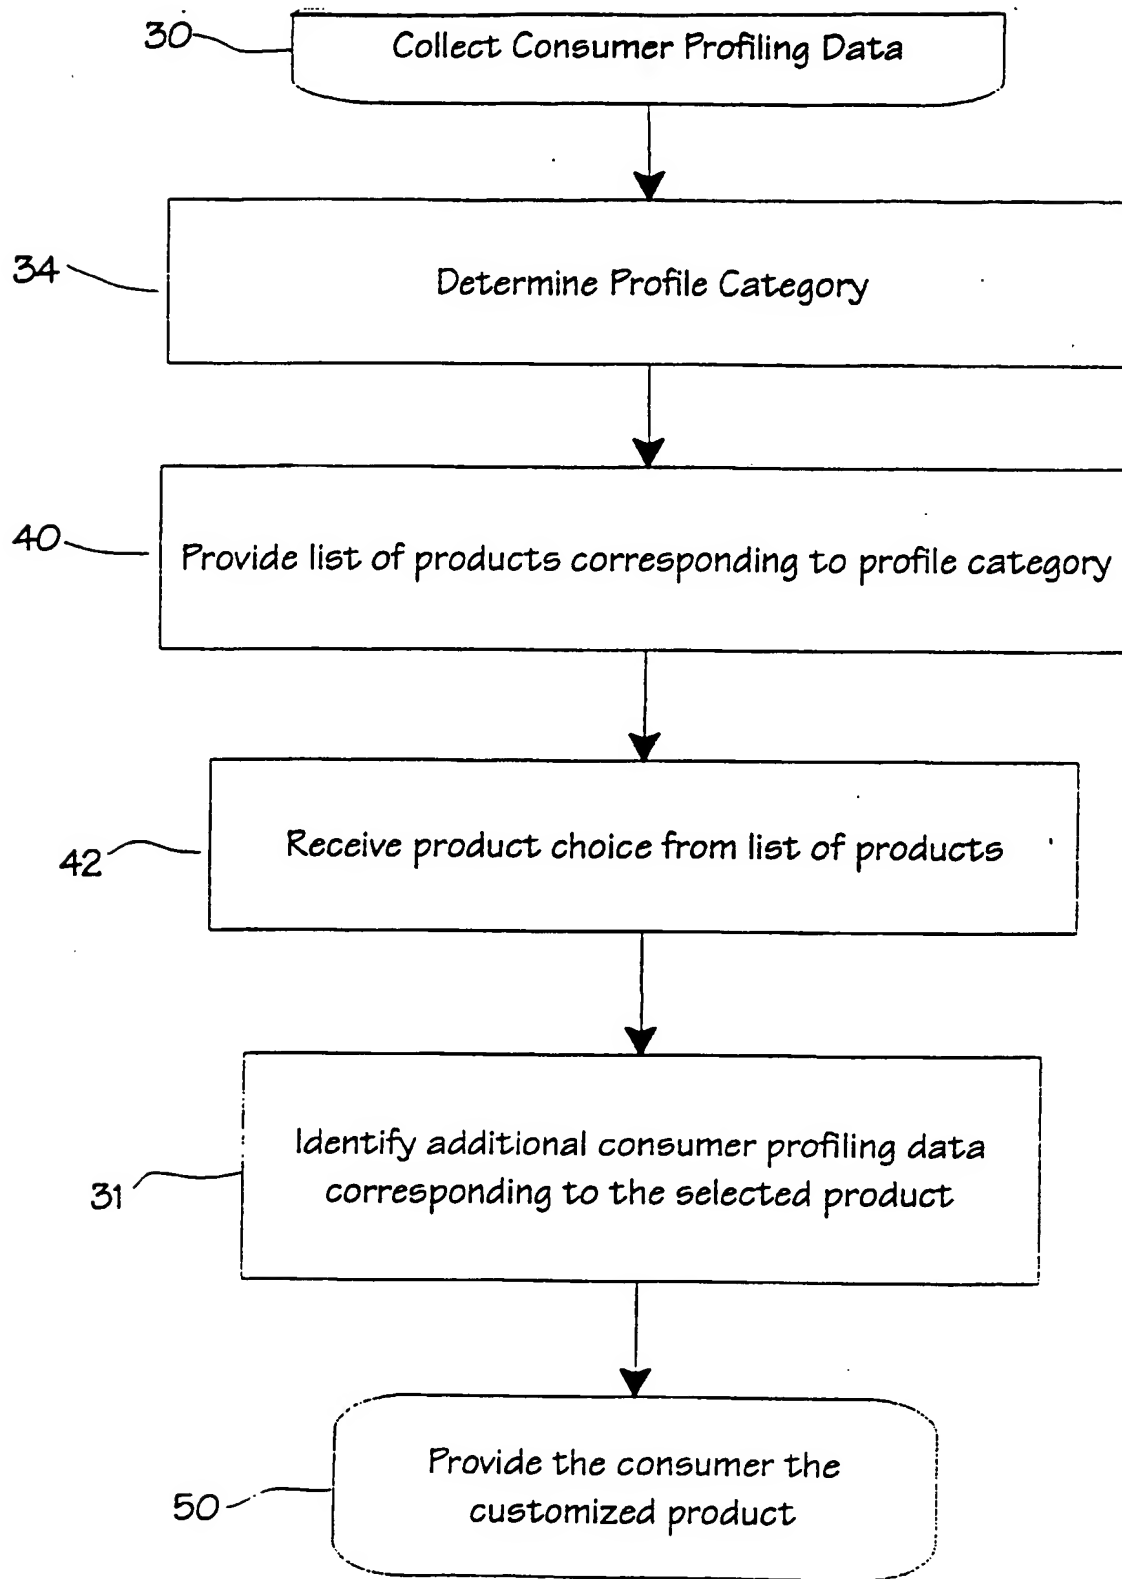 30
Collect Consumer Profiling Data
34
Determine Profile Category
40
Provide list of products corresponding to profile category
42
Receive product choice from list of products
31
Identify additional consumer profiling data
corresponding to the selected product
50
Provide the consumer the
customized product